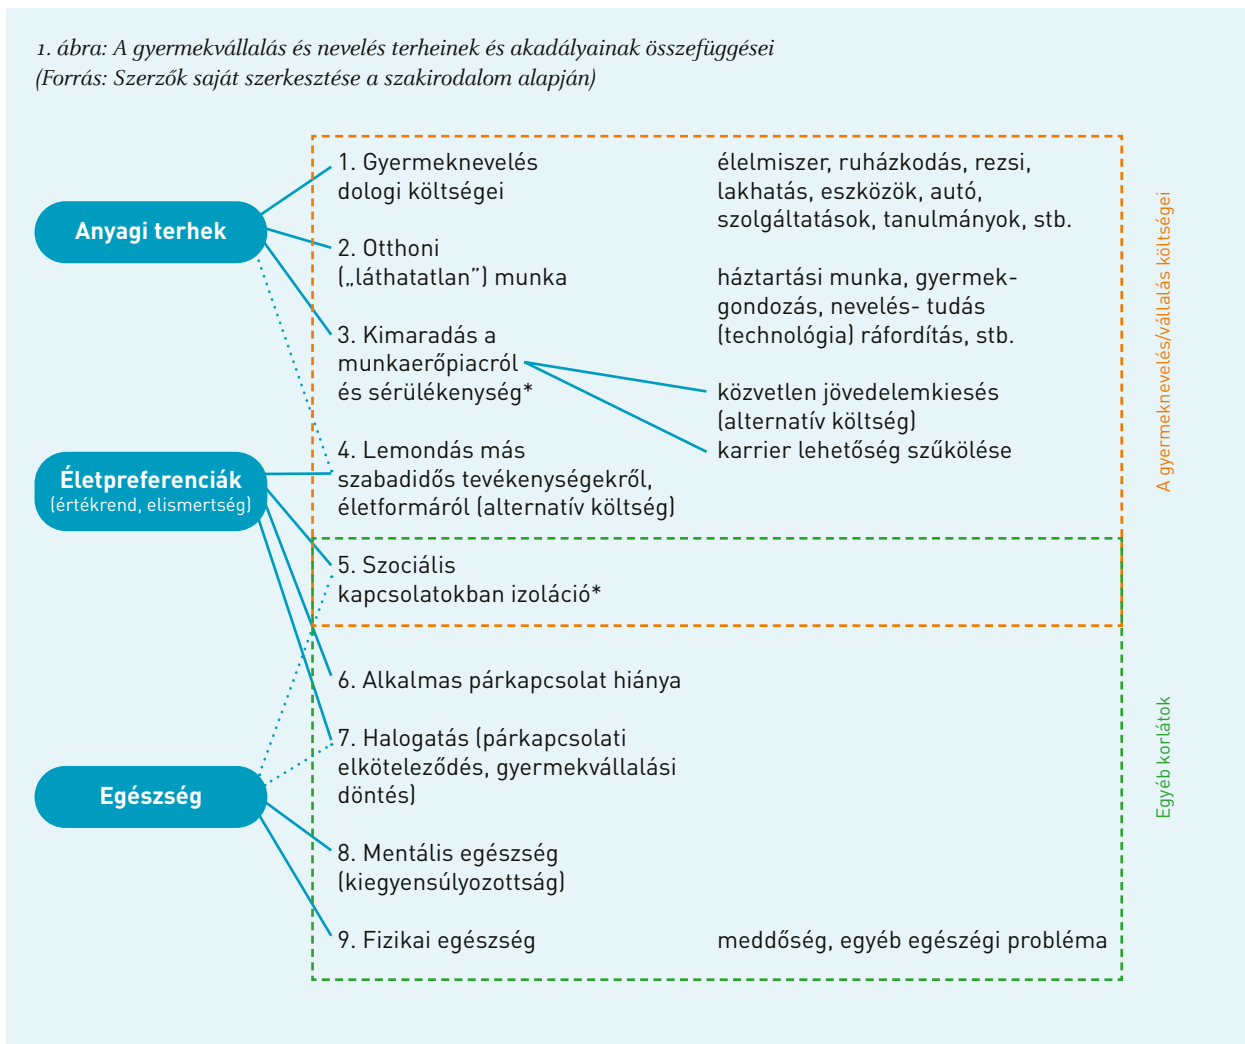 1. ábra: A gyermekvállalás és nevelés terheinek és akadályainak összefüggései
(Forrás: Szerzők saját szerkesztése a szakirodalom alapján)
Anyagi terhek
Életpreferenciák
(értékrend, elismertség)
Egészség
1. Gyermeknevelés
dologi költségei
élelmiszer, ruházkodás, rezsi,
lakhatás, eszközök, autó,
szolgáltatások, tanulmányok, stb.
2. Otthoni
(„láthatatlan”) munka
háztartási munka, gyermek-
gondozás, nevelés- tudás
(technológia) ráfordítás, stb.
3. Kimaradás a
munkaerőpiacról
és sérülékenység*
közvetlen jövedelemkiesés
(alternatív költség)
karrier lehetőség szűkölése
4. Lemondás más
szabadidős tevékenységekről,
életformáról (alternatív költség)
5. Szociális
kapcsolatokban izoláció*
6. Alkalmas párkapcsolat hiánya
7. Halogatás (párkapcsolati
elköteleződés, gyermekvállalási
döntés)
8. Mentális egészség
(kiegyensúlyozottság)
9. Fizikai egészség
meddőség, egyéb egészégi probléma
A gyermeknevelés/vállalás költségei
Egyéb korlátok